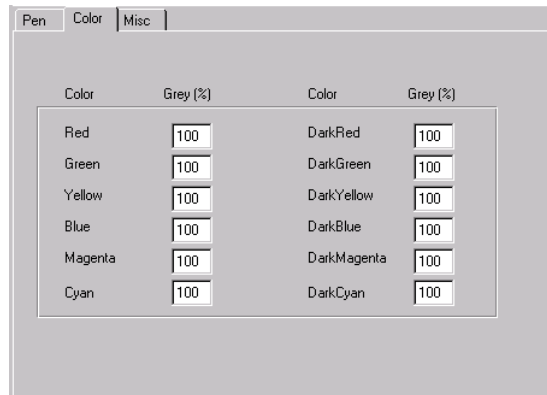 Pen Color Misc
Color Grey (%) Color Grey (%)
Red 100 DarkRed 100
Green 100 DarkGreen 100
Yellow 100 DarkYellow 100
Blue 100 DarkBlue 100
Magenta 100 DarkMagenta 100
Cyan 100 DarkCyan 100